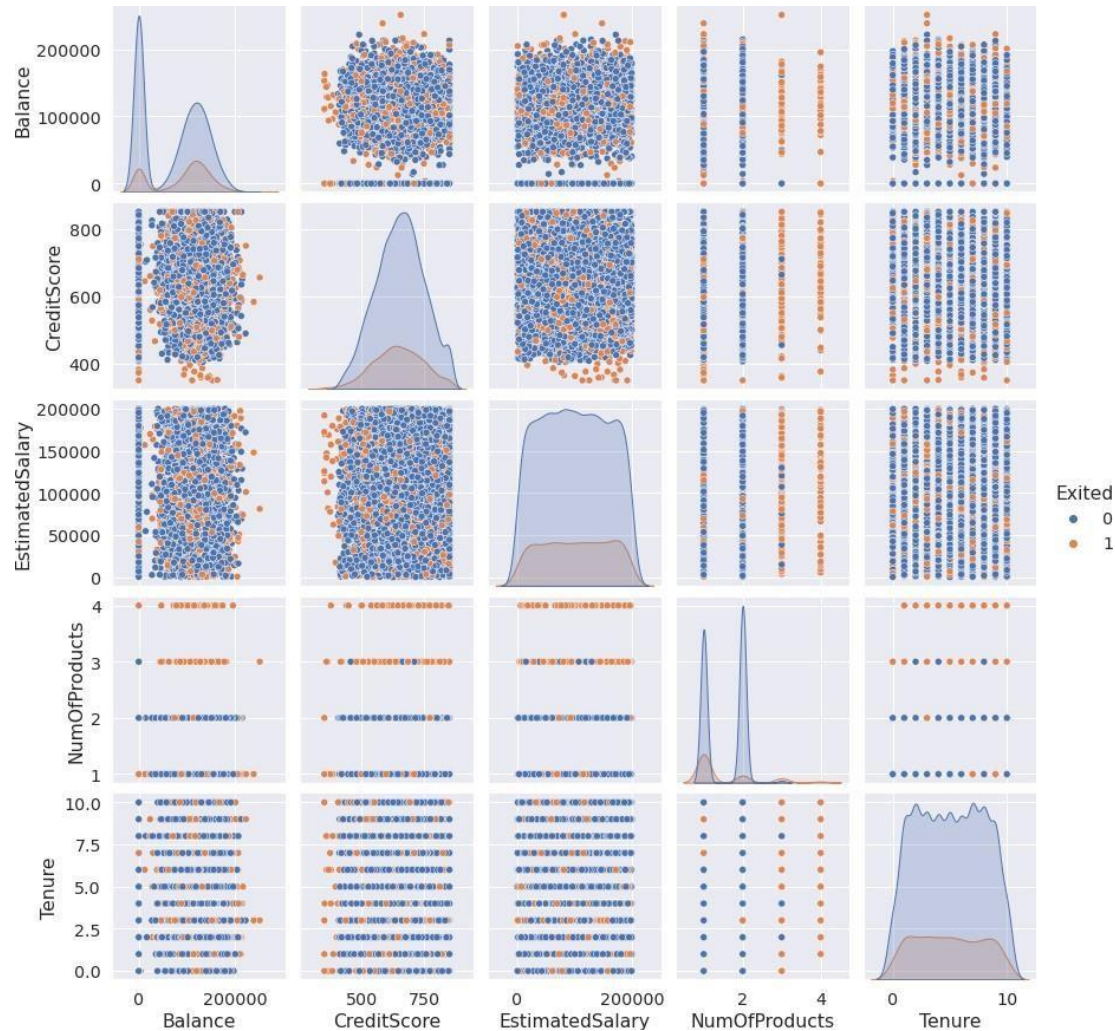 Balance
200000
100000
0
CreditScore
800
600
400
EstimatedSalary
200000
150000
100000
50000
0
NumOfProducts
4
3
2
1
Tenure
10.0
7.5
5.0
2.5
0.0
0 200000 500 750 0 200000 2 4 0 10
Balance CreditScore EstimatedSalary NumOfProducts Tenure
Exited
0
1